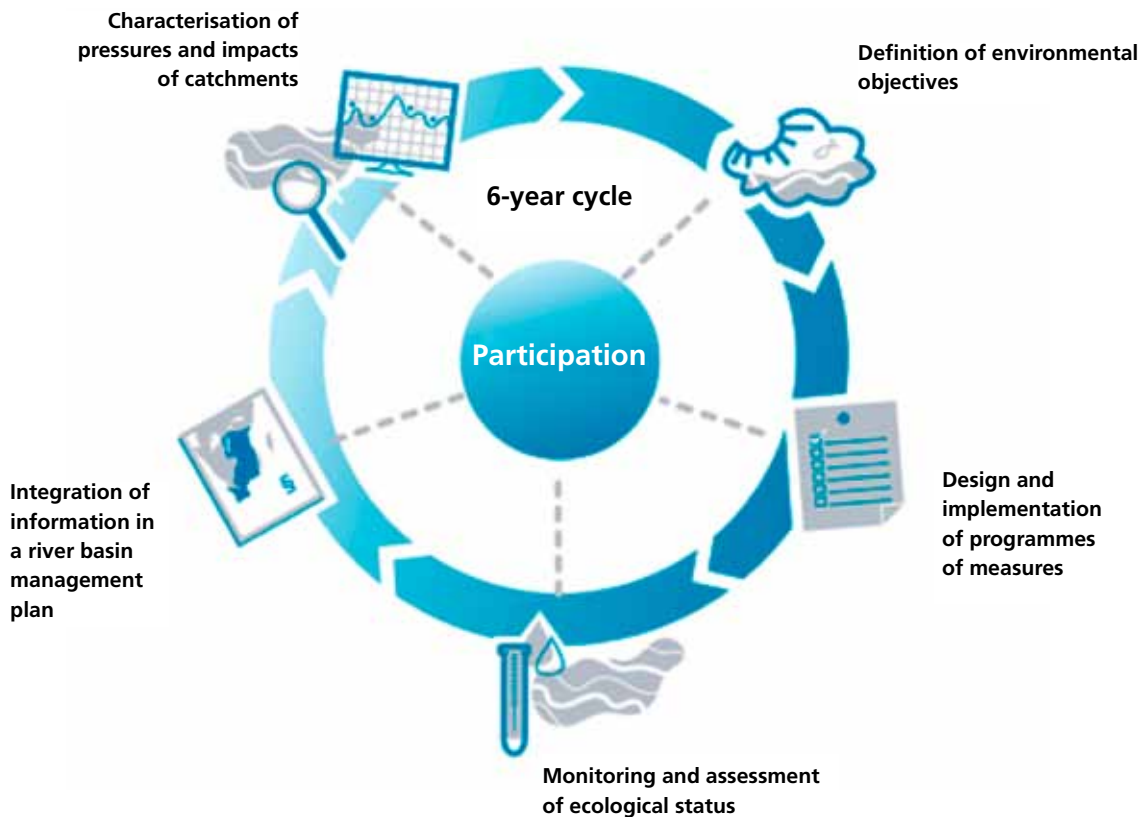 Characterisation of
pressures and impacts
of catchments
Definition of environmental
objectives
6-year cycle
Participation
Design and
implementation
of programmes
of measures
Integration of
information in
a river basin
management
plan
Monitoring and assessment
of ecological status